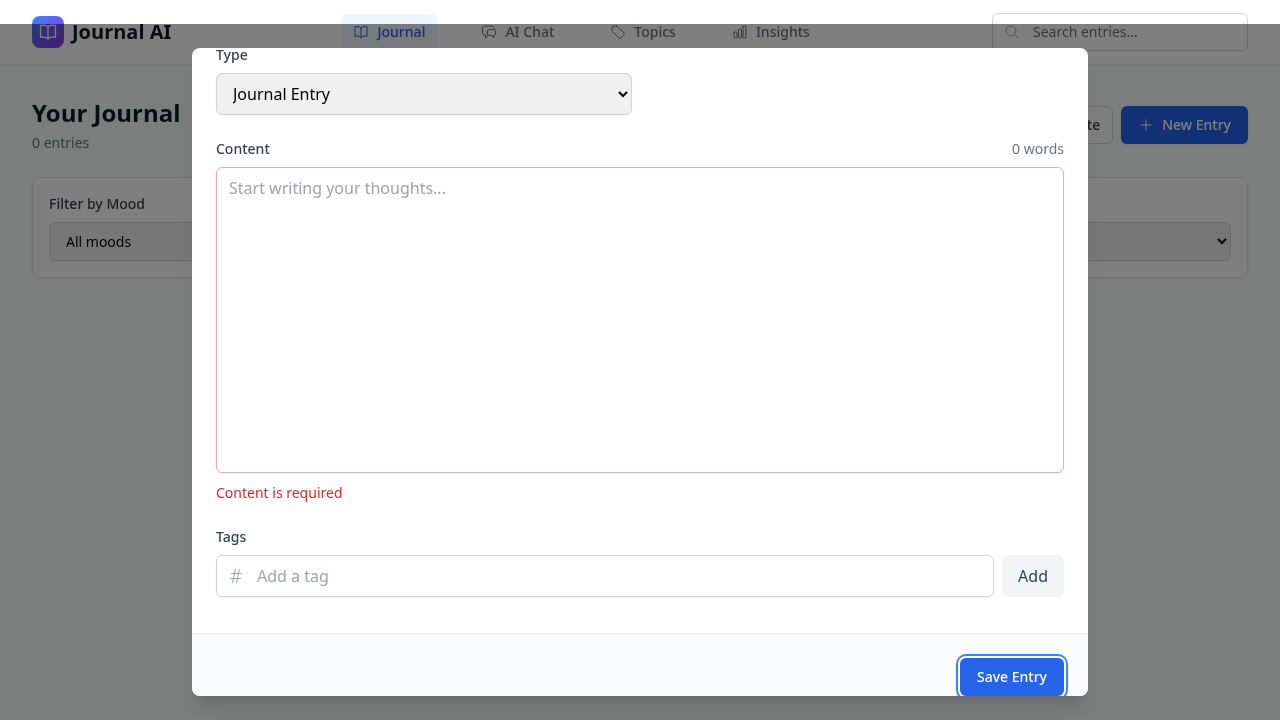 Journal AI
Journal
AI Chat
Topics
Insights
Search entries...
Your Journal
0 entries
New Entry
Filter by Mood
All moods
Type
Journal Entry
Content
0 words
Start writing your thoughts...
Content is required
Tags
# Add a tag
Add
Save Entry